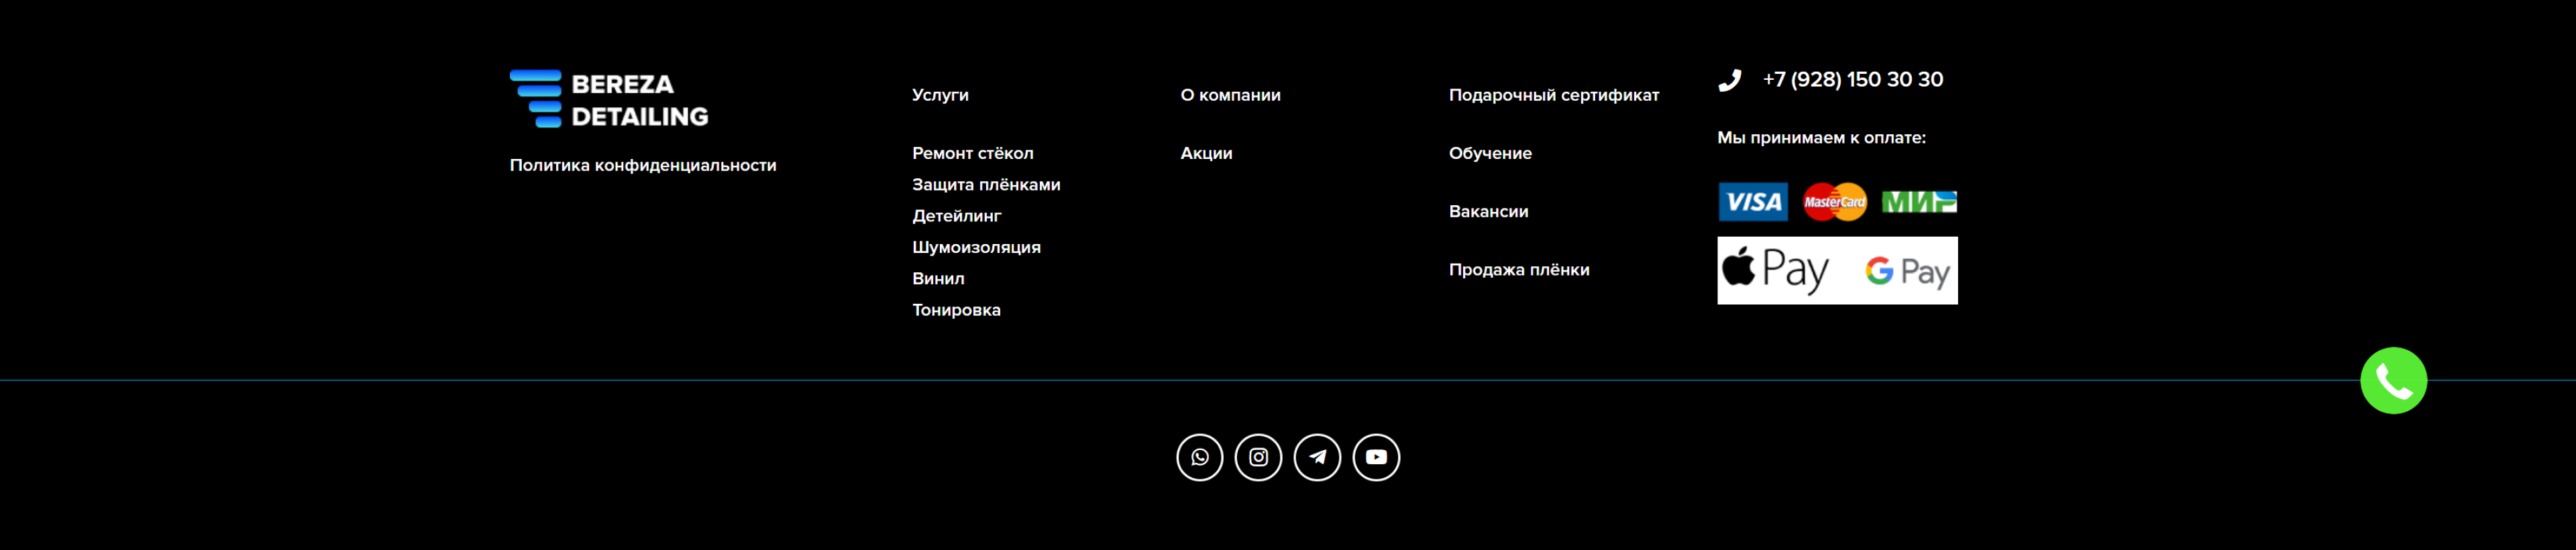 BEREZA
DETAILING
Политика конфиденциальности
Услуги
Ремонт стёкол
Защита плёнками
Детейлинг
Шумоизоляция
Винил
Тонировка
О компании
Акции
Подарочный сертификат
Обучение
Вакансии
Продажа плёнки
+7 (928) 150 30 30
Мы принимаем к оплате:
VISA MasterCard МИР
Pay G Pay